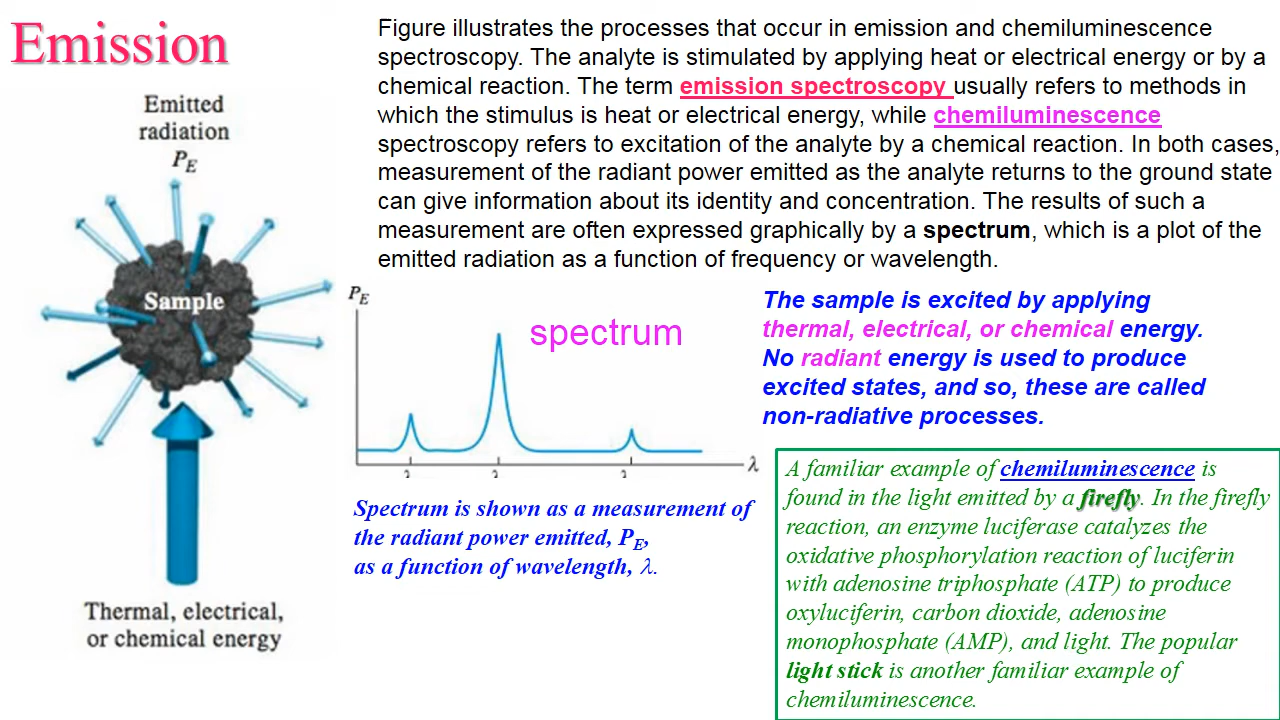 Emission
Figure illustrates the processes that occur in emission and chemiluminescence
spectroscopy. The analyte is stimulated by applying heat or electrical energy or by a
chemical reaction. The term emission spectroscopy usually refers to methods in
which the stimulus is heat or electrical energy, while chemiluminescence
spectroscopy refers to excitation of the analyte by a chemical reaction. In both cases,
measurement of the radiant power emitted as the analyte returns to the ground state
can give information about its identity and concentration. The results of such a
measurement are often expressed graphically by a spectrum, which is a plot of the
emitted radiation as a function of frequency or wavelength.
Emitted
radiation
PE
Sample
Thermal, electrical,
or chemical energy
PE
spectrum
λ
Spectrum is shown as a measurement of
the radiant power emitted, PE,
as a function of wavelength, λ.
The sample is excited by applying
thermal, electrical, or chemical energy.
No radiant energy is used to produce
excited states, and so, these are called
non-radiative processes.
A familiar example of chemiluminescence is
found in the light emitted by a firefly. In the firefly
reaction, an enzyme luciferase catalyzes the
oxidative phosphorylation reaction of luciferin
with adenosine triphosphate (ATP) to produce
oxyluciferin, carbon dioxide, adenosine
monophosphate (AMP), and light. The popular
light stick is another familiar example of
chemiluminescence.